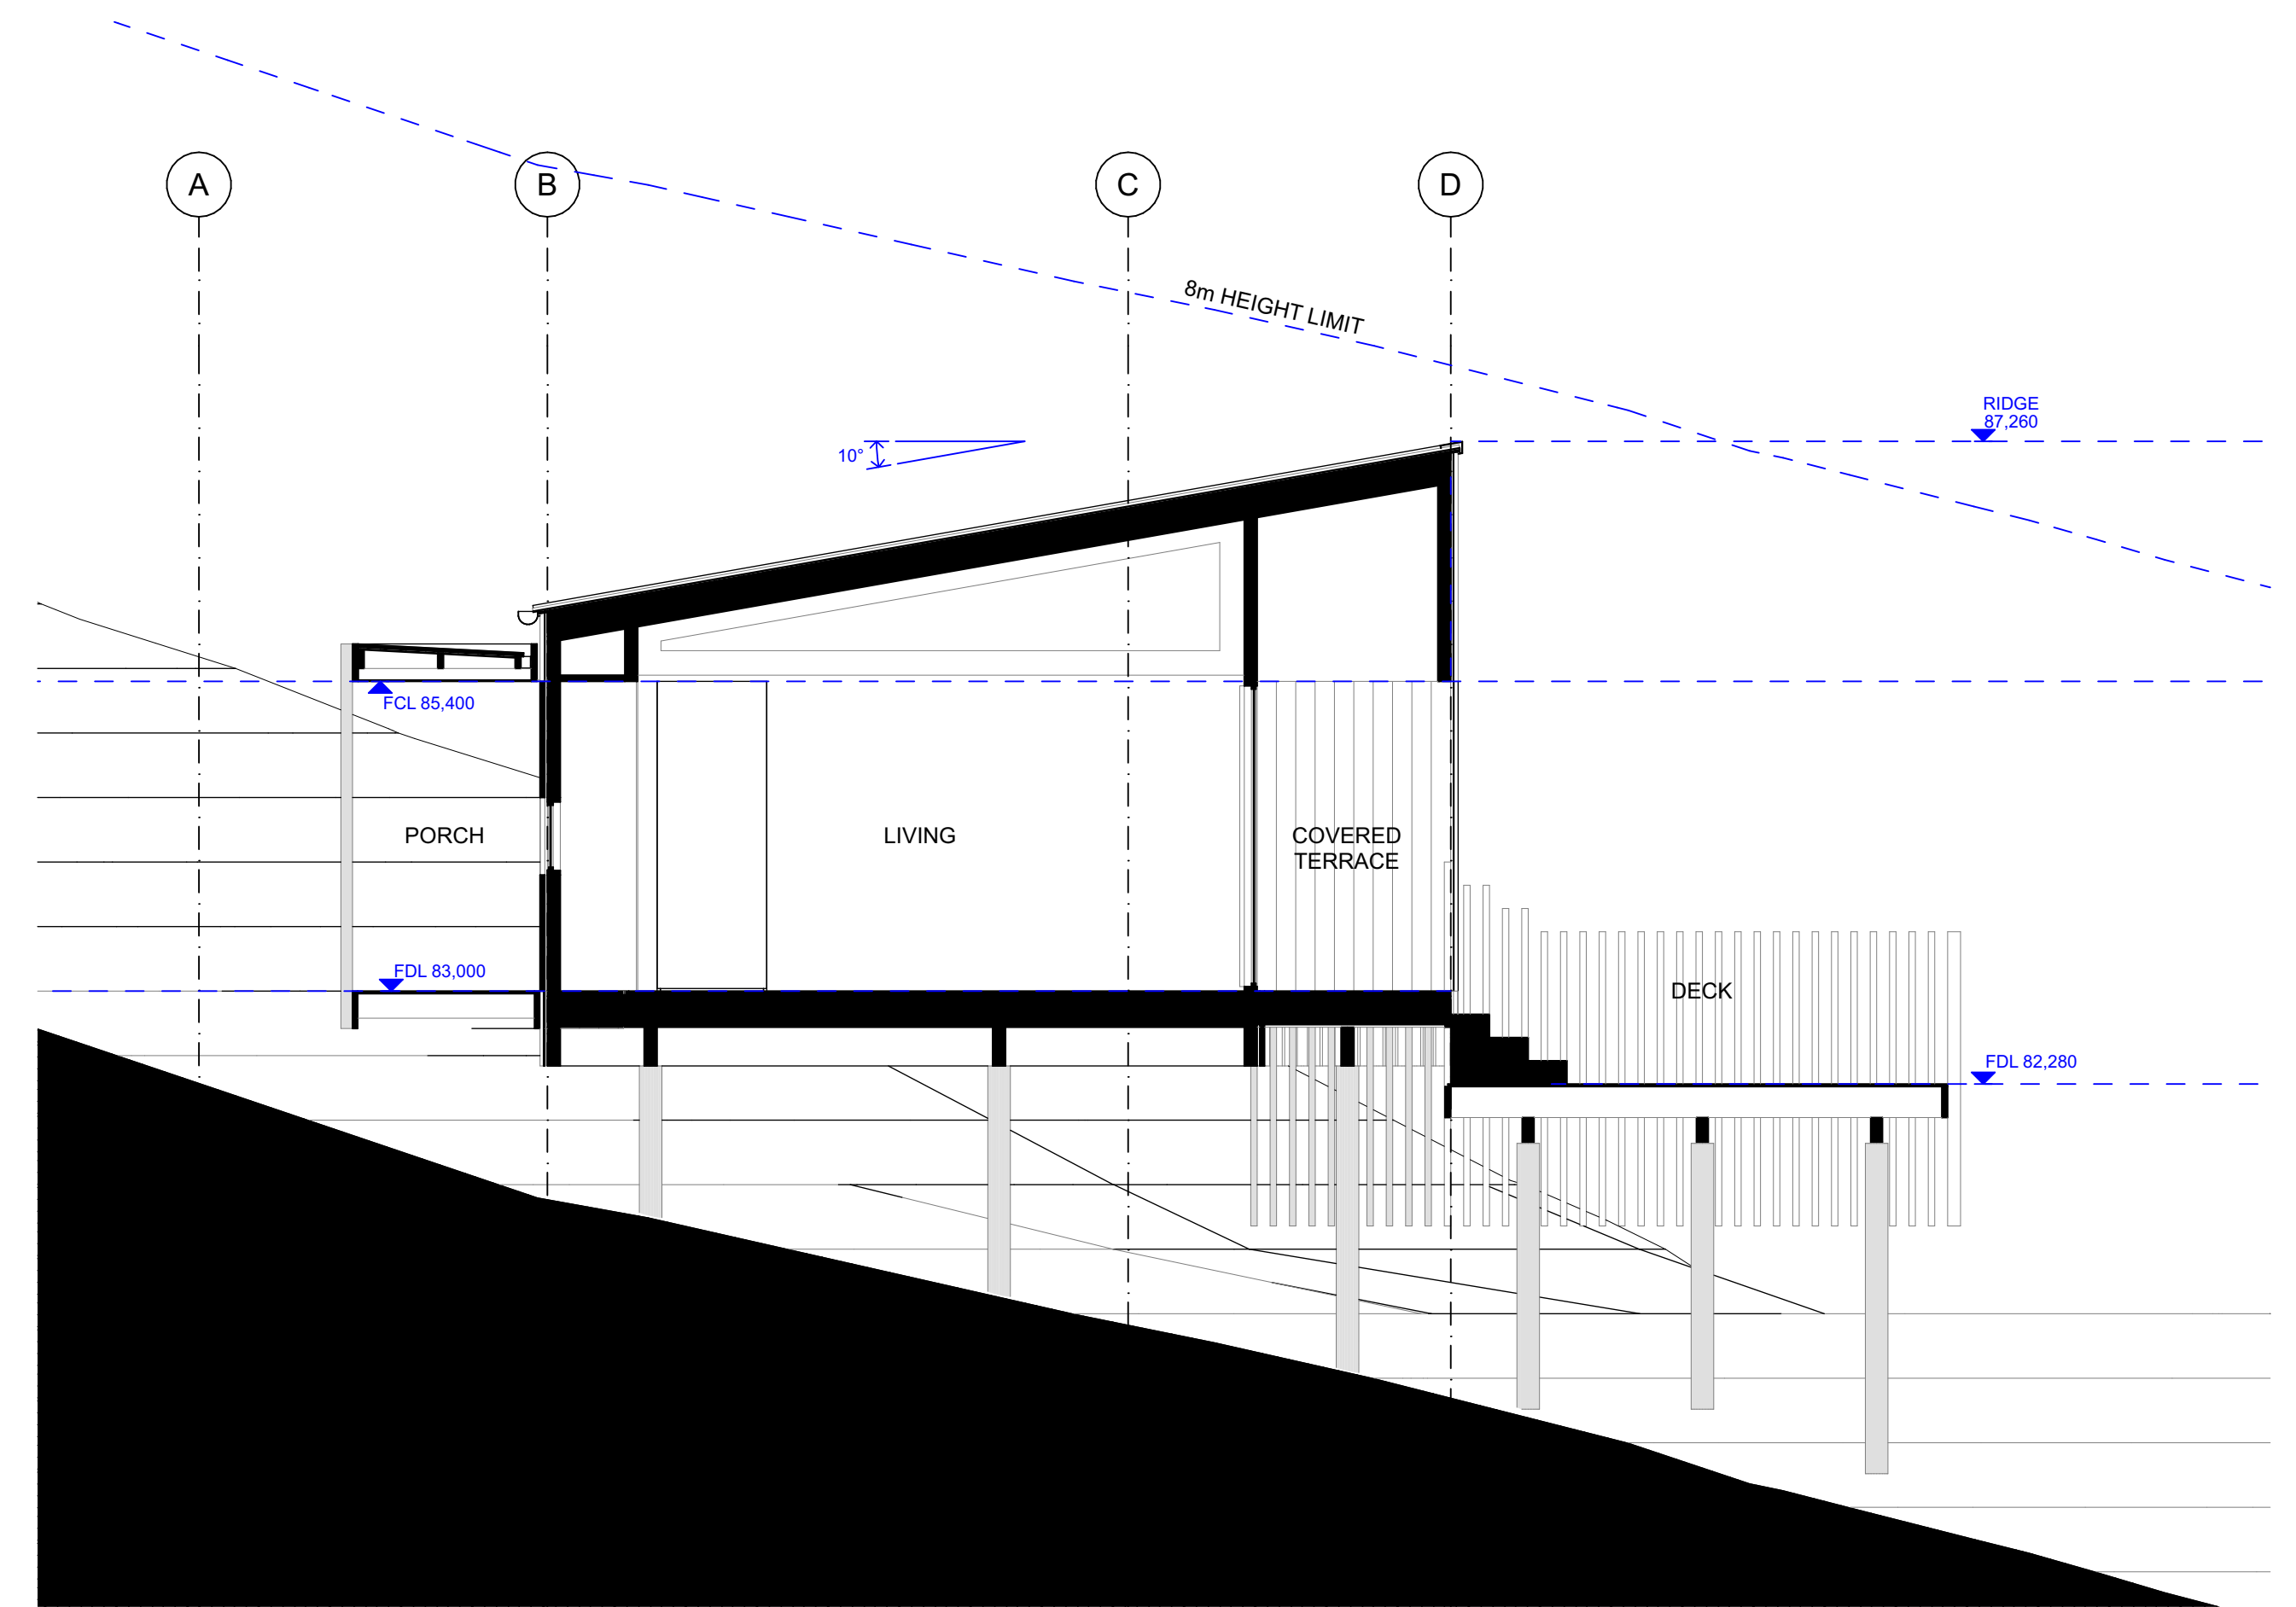 A
B
C
D
8m HEIGHT LIMIT
RIDGE
87,260
10°
FCL 85,400
PORCH
LIVING
COVERED
TERRACE
FDL 83,000
DECK
FDL 82,280